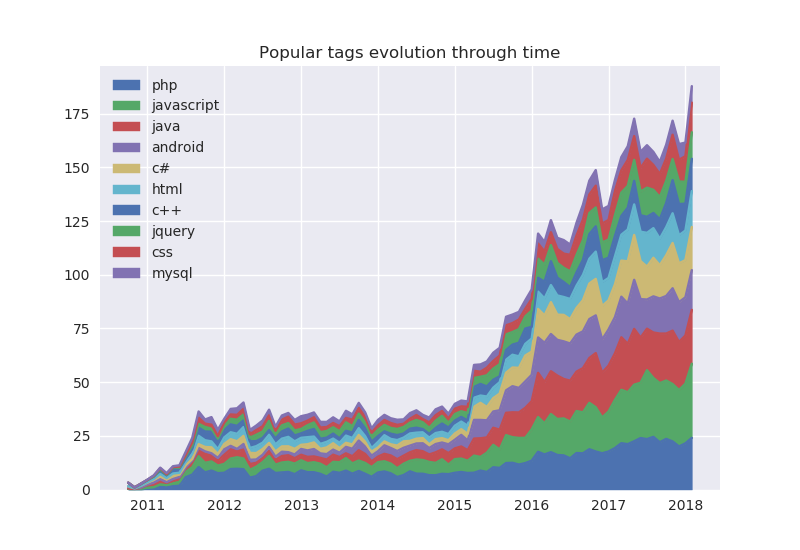 Popular tags evolution through time
php
javascript
java
android
c#
html
c++
jquery
css
mysql
175
150
125
100
75
50
25
0
2011 2012 2013 2014 2015 2016 2017 2018